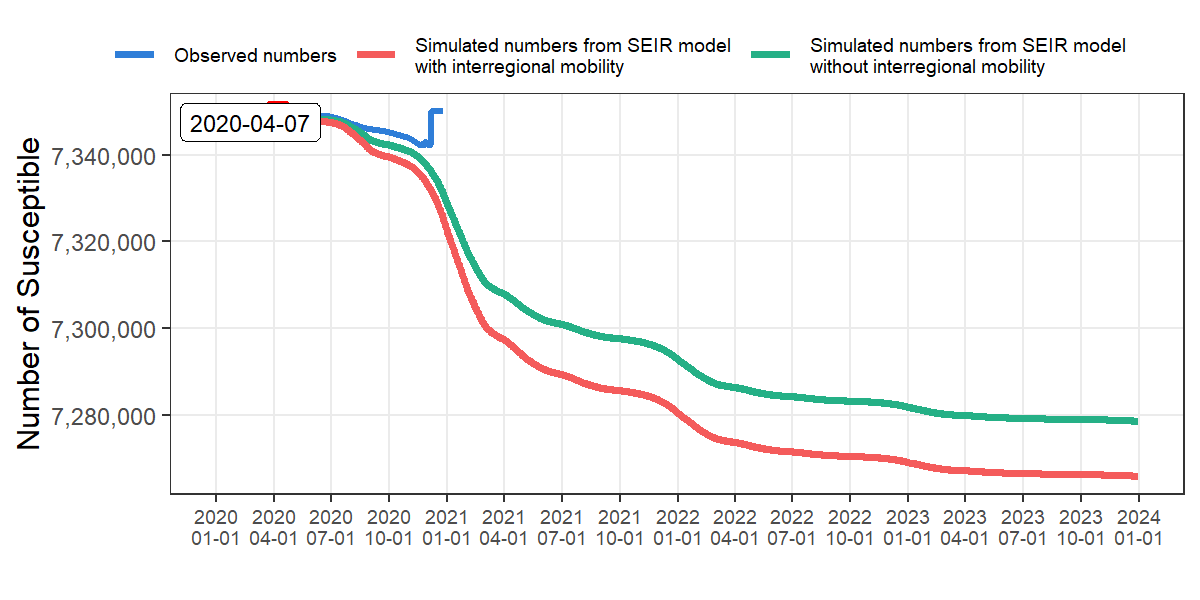 Observed numbers
Simulated numbers from SEIR model
with interregional mobility
Simulated numbers from SEIR model
without interregional mobility
2020-04-07
Number of Susceptible
7,340,000
7,320,000
7,300,000
7,280,000
2020 2020 2020 2020 2021 2021 2021 2021 2022 2022 2022 2022 2023 2023 2023 2023 2024
01-01 04-01 07-01 10-01 01-01 04-01 07-01 10-01 01-01 04-01 07-01 10-01 01-01 04-01 07-01 10-01 01-01